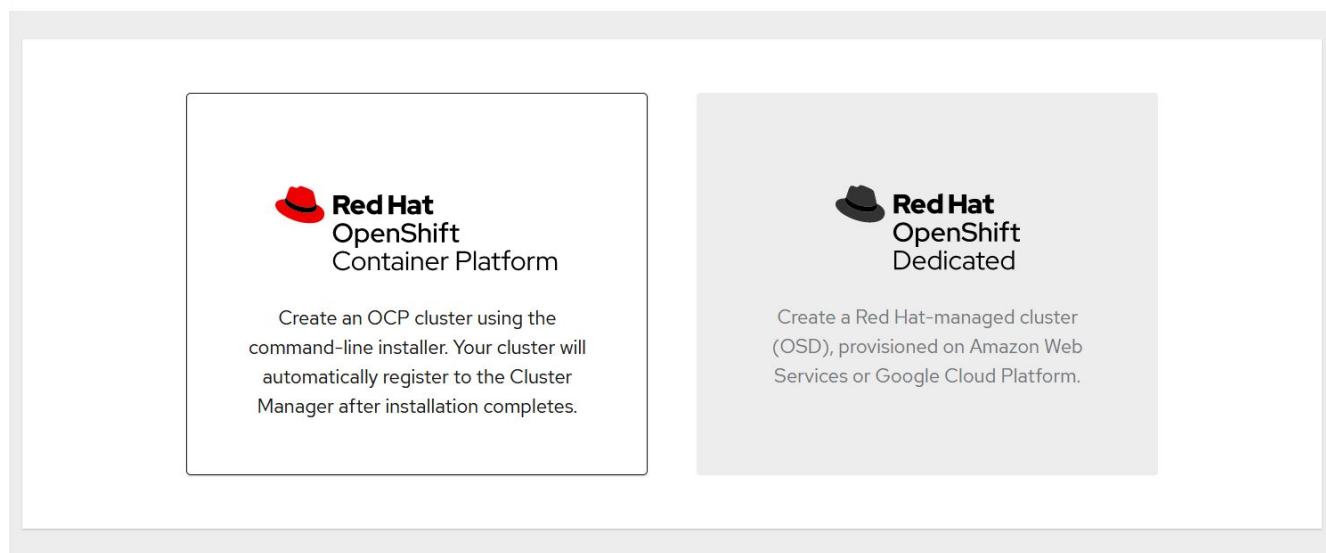 Red Hat
OpenShift
Container Platform
Create an OCP cluster using the
command-line installer. Your cluster will
automatically register to the Cluster
Manager after installation completes.
Red Hat
OpenShift
Dedicated
Create a Red Hat-managed cluster
(OSD), provisioned on Amazon Web
Services or Google Cloud Platform.